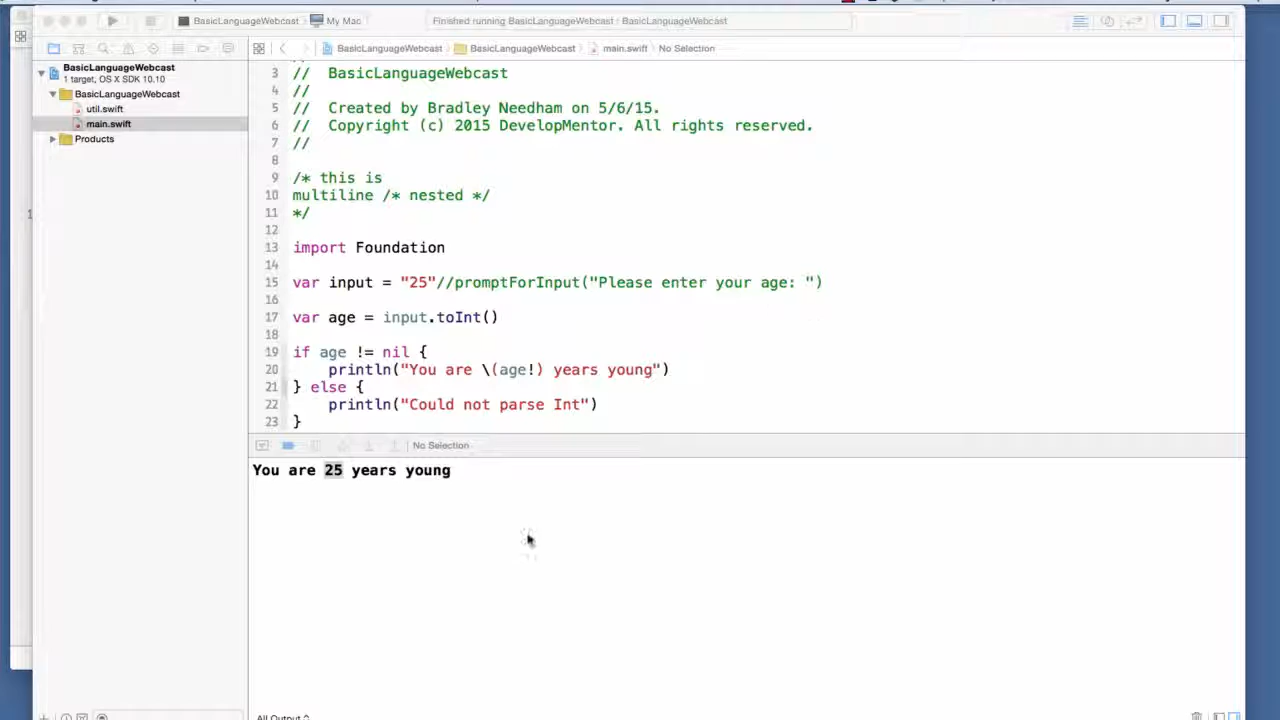 BasicLanguageWebcast My Mac Finished running BasicLanguageWebcast : BasicLanguageWebcast
BasicLanguageWebcast BasicLanguageWebcast main.swift No Selection
BasicLanguageWebcast
1 target, OS X SDK 10.10
BasicLanguageWebcast
util.swift
main.swift
Products
1
3 // BasicLanguageWebcast
4 //
5 // Created by Bradley Needham on 5/6/15.
6 // Copyright (c) 2015 DevelopMentor. All rights reserved.
7 //
8
9 /* this is
10 multiline /* nested */
11 */
12
13 import Foundation
14
15 var input = "25"//promptForInput("Please enter your age: ")
16
17 var age = input.toInt()
18
19 if age != nil {
20 println("You are \(age!) years young")
21 } else {
22 println("Could not parse Int")
23 }
No Selection
You are 25 years young
All Output